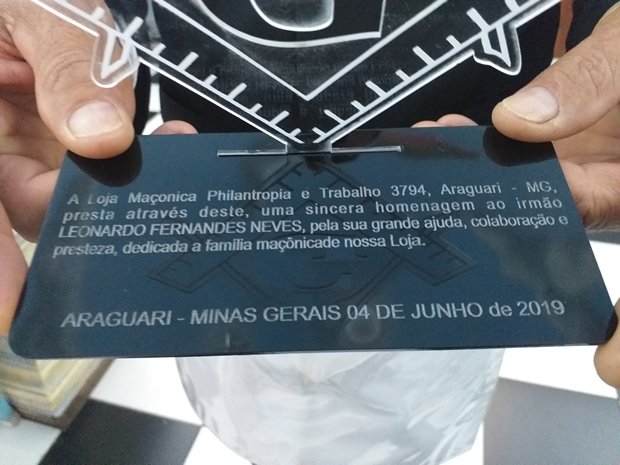 A Loja Maçonica Philantropia e Trabalho 3794, Araguari - MG,
presta através deste, uma sincera homenagem ao irmão
LEONARDO FERNANDES NEVES, pela sua grande ajuda, colaboração e
presteza, dedicada a família maçônicade nossa Loja.
ARAGUARI - MINAS GERAIS 04 DE JUNHO de 2019